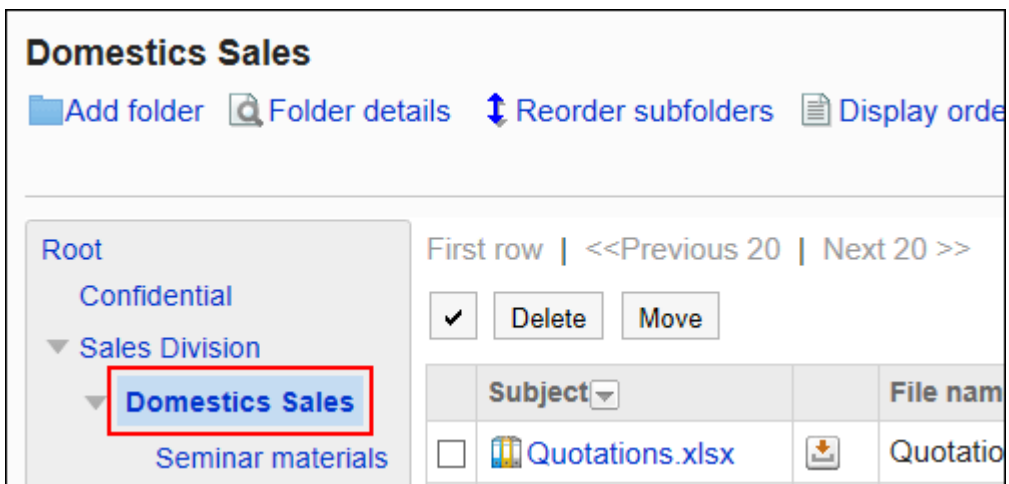 Domestics Sales
Add folder Folder details Reorder subfolders Display orde
Root
Confidential
Sales Division
Domestics Sales
Seminar materials
First row | <<Previous 20 | Next 20 >>
Delete Move
Subject File nam
Quotations.xlsx Quotatio